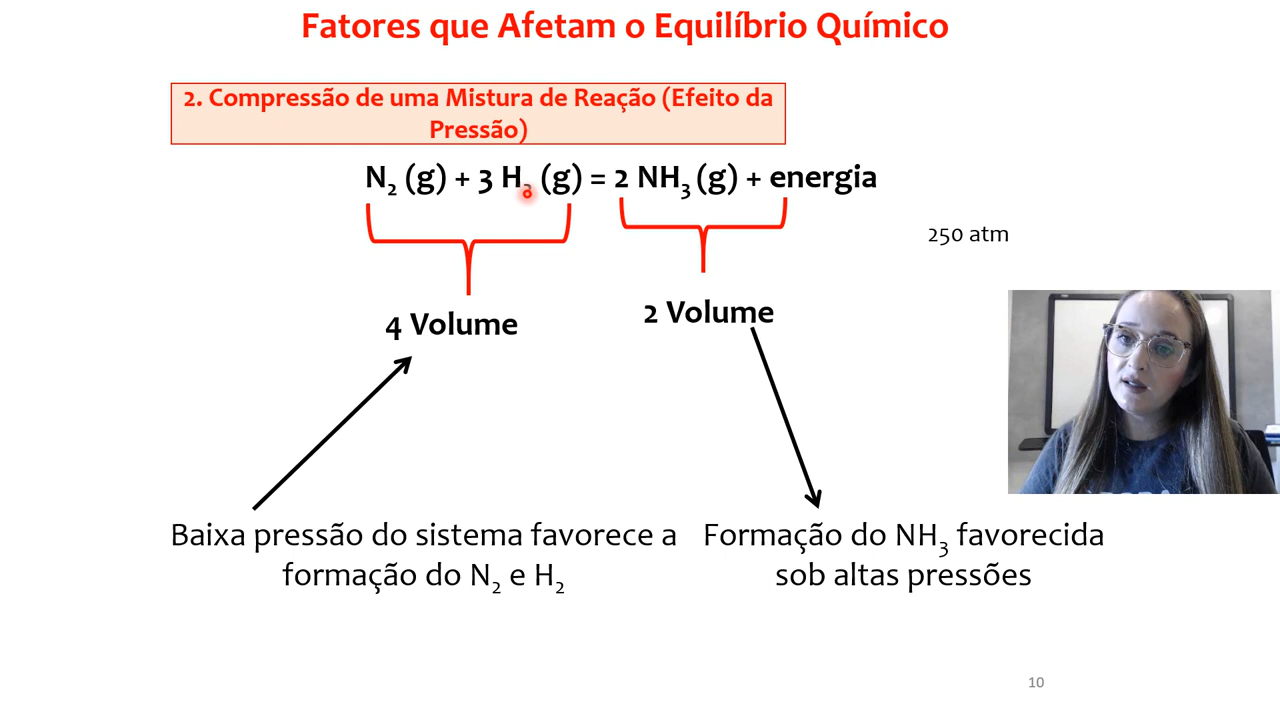 Fatores que Afetam o Equilíbrio Químico
2. Compressão de uma Mistura de Reação (Efeito da
Pressão)
N₂ (g) + 3 H₂ (g) = 2 NH₃ (g) + energia
250 atm
4 Volume
2 Volume
Baixa pressão do sistema favorece a
formação do N₂ e H₂
Formação do NH₃ favorecida
sob altas pressões
10